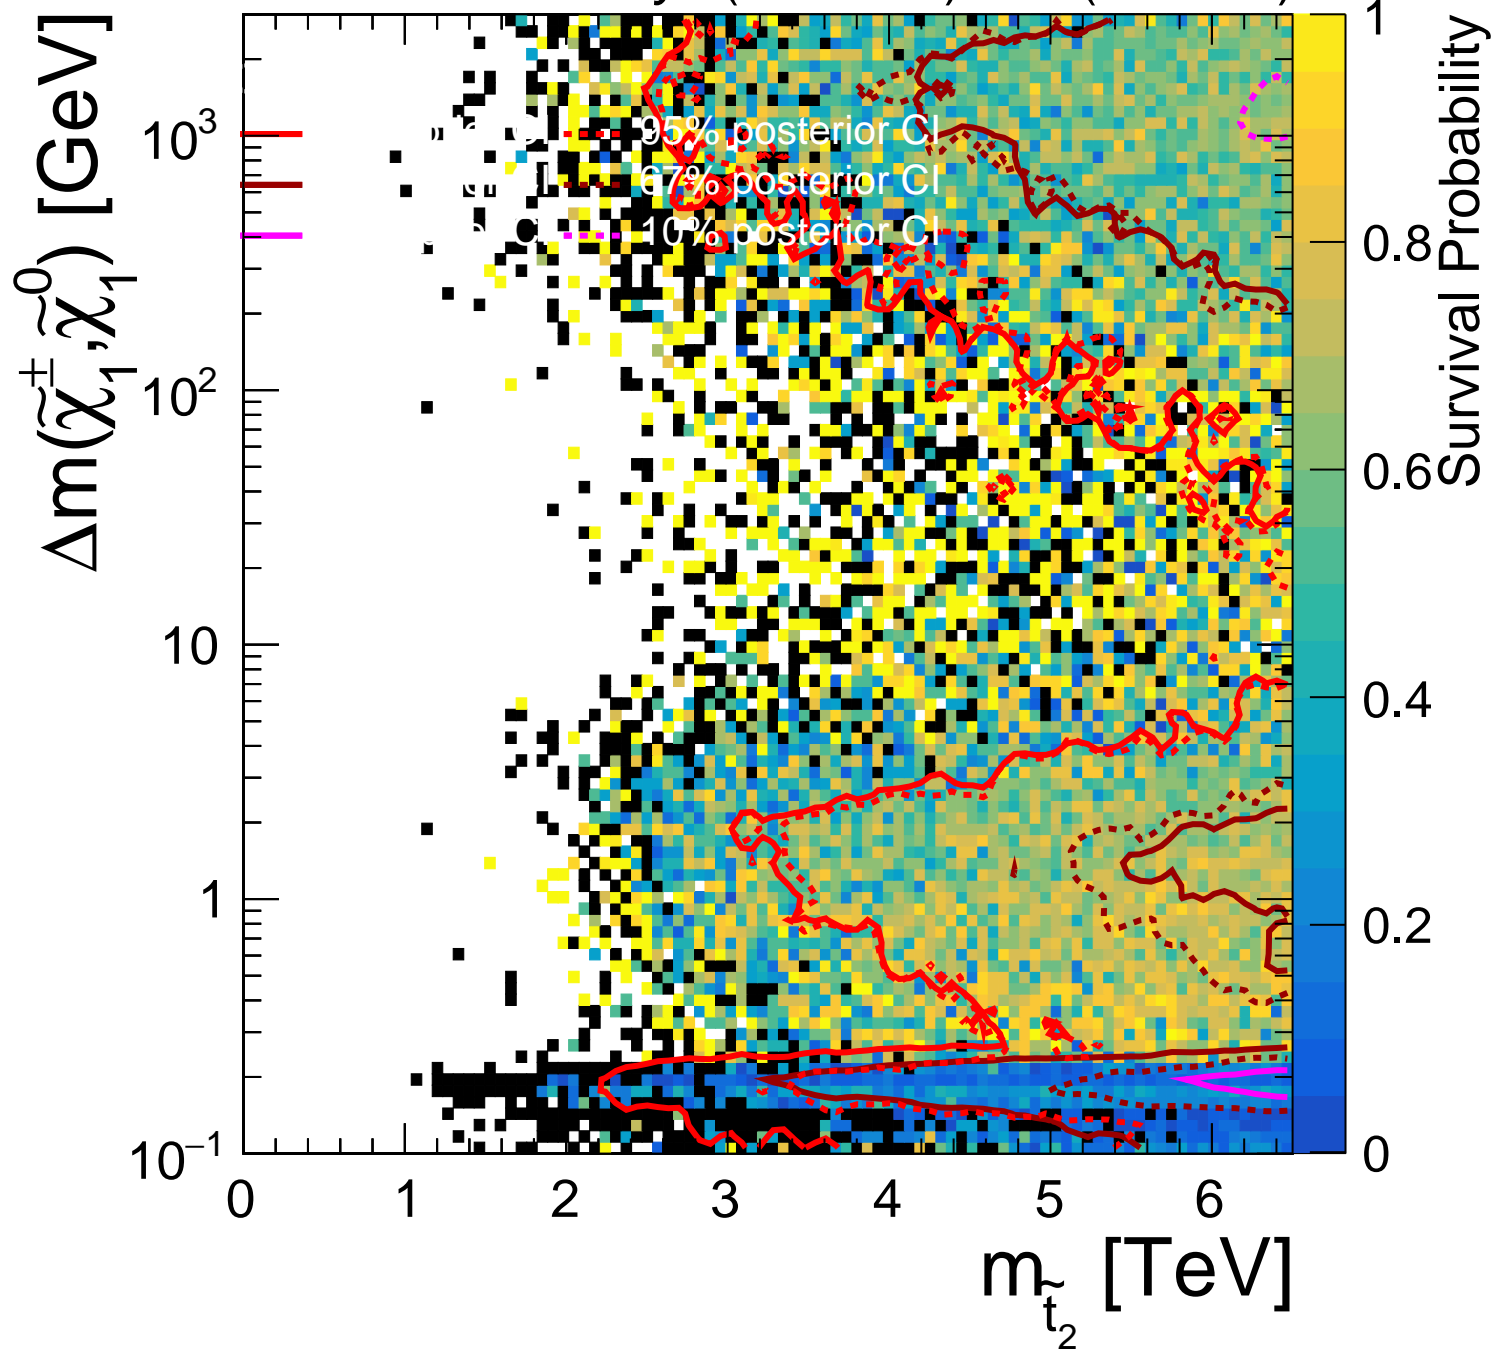 Δm(χ̃₁±,χ̃₁⁰) [GeV]
10³
10²
10
1
10⁻¹
95% posterior CI
67% posterior CI
10% posterior CI
0 1 2 3 4 5 6
m_t̃₂ [TeV]
1
0.8
0.6
0.4
0.2
0
Survival Probability